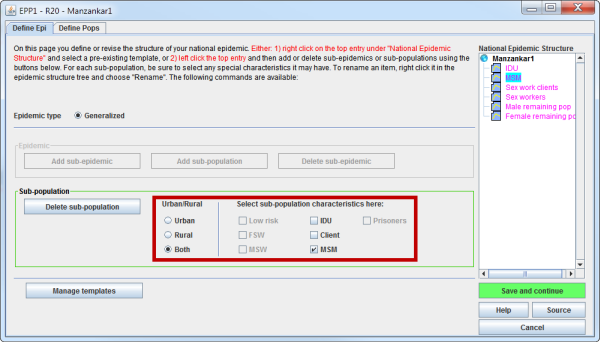 EPP1 - R20 - Manzankar1
Define Epi
Define Pops
On this page you define or revise the structure of your national epidemic. Either: 1) right click on the top entry under "National Epidemic
Structure" and select a pre-existing template, or 2) left click the top entry and then add or delete sub-epidemics or sub-populations using the
buttons below. For each sub-population, be sure to select any special characteristics it may have. To rename an item, right click it in the
epidemic structure tree and choose "Rename". The following commands are available:
Epidemic type
Generalized
Epidemic
Add sub-epidemic
Add sub-population
Delete sub-epidemic
Sub-population
Delete sub-population
Urban/Rural
Urban
Rural
Both
Select sub-population characteristics here:
Low risk
IDU
Prisoners
FSW
Client
MSW
MSM
Manage templates
National Epidemic Structure
Manzankar1
IDU
MSM
Sex work clients
Sex workers
Male remaining pop.
Female remaining po
Save and continue
Help
Source
Cancel